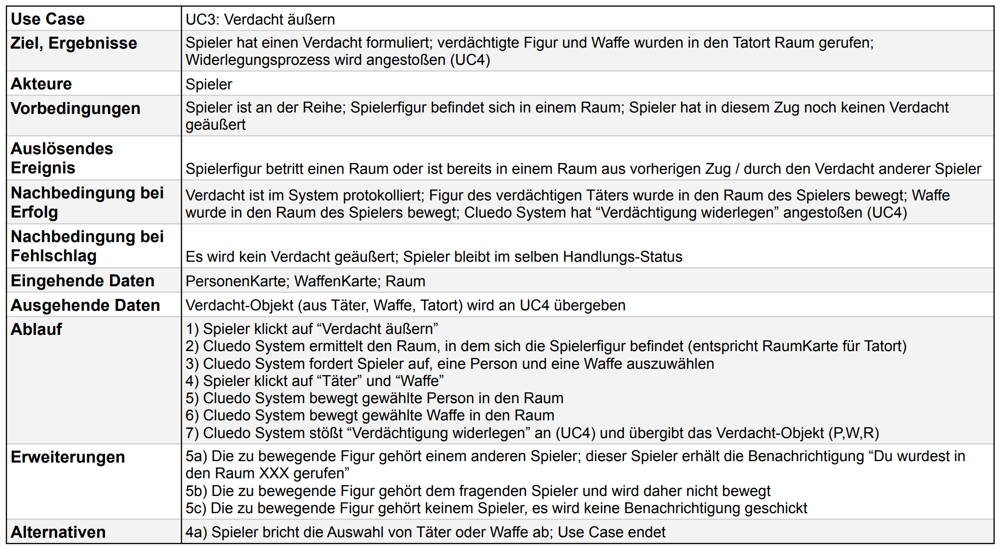 Use Case
UC3: Verdacht äußern
Ziel, Ergebnisse
Spieler hat einen Verdacht formuliert; verdächtigte Figur und Waffe wurden in den Tatort Raum gerufen;
Widerlegungsprozess wird angestoßen (UC4)
Akteure
Spieler
Vorbedingungen
Spieler ist an der Reihe; Spielerfigur befindet sich in einem Raum; Spieler hat in diesem Zug noch keinen Verdacht
geäußert
Auslösendes
Ereignis
Spielerfigur betritt einen Raum oder ist bereits in einem Raum aus vorherigen Zug / durch den Verdacht anderer Spieler
Nachbedingung bei
Erfolg
Verdacht ist im System protokolliert; Figur des verdächtigen Täters wurde in den Raum des Spielers bewegt; Waffe
wurde in den Raum des Spielers bewegt; Cluedo System hat “Verdächtigung widerlegen” angestoßen (UC4)
Nachbedingung bei
Fehlschlag
Es wird kein Verdacht geäußert; Spieler bleibt im selben Handlungs-Status
Eingehende Daten
PersonenKarte; WaffenKarte; Raum
Ausgehende Daten
Verdacht-Objekt (aus Täter, Waffe, Tatort) wird an UC4 übergeben
Ablauf
1) Spieler klickt auf “Verdacht äußern”
2) Cluedo System ermittelt den Raum, in dem sich die Spielerfigur befindet (entspricht RaumKarte für Tatort)
3) Cluedo System fordert Spieler auf, eine Person und eine Waffe auszuwählen
4) Spieler klickt auf “Täter” und “Waffe”
5) Cluedo System bewegt gewählte Person in den Raum
6) Cluedo System bewegt gewählte Waffe in den Raum
7) Cluedo System stößt “Verdächtigung widerlegen” an (UC4) und übergibt das Verdacht-Objekt (P,W,R)
Erweiterungen
5a) Die zu bewegende Figur gehört einem anderen Spieler; dieser Spieler erhält die Benachrichtigung “Du wurdest in
den Raum XXX gerufen”
5b) Die zu bewegende Figur gehört dem fragenden Spieler und wird daher nicht bewegt
5c) Die zu bewegende Figur gehört keinem Spieler, es wird keine Benachrichtigung geschickt
Alternativen
4a) Spieler bricht die Auswahl von Täter oder Waffe ab; Use Case endet